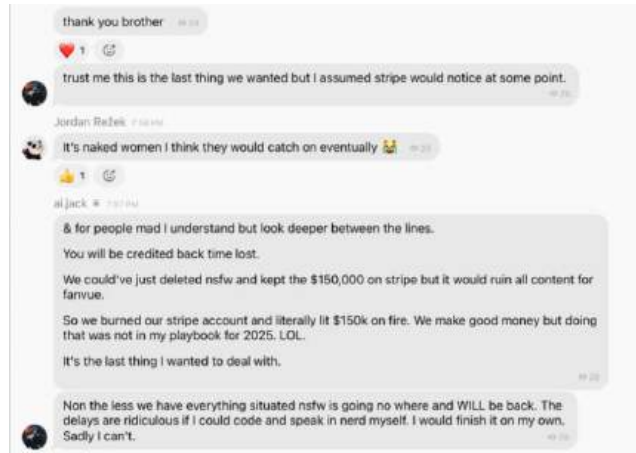 thank you brother
1
trust me this is the last thing we wanted but I assumed stripe would notice at some point.
Jordan Režek
it's naked women I think they would catch on eventually 😹
1
ai.jack
& for people mad I understand but look deeper between the lines.
You will be credited back time lost.
We could've just deleted nsfw and kept the $150,000 on stripe but it would ruin all content for
fanvue.
So we burned our stripe account and literally lit $150k on fire. We make good money but doing
that was not in my playbook for 2025. LOL.
It's the last thing I wanted to deal with.
Non the less we have everything situated nsfw is going no where and WILL be back. The
delays are ridiculous if I could code and speak in nerd myself. I would finish it on my own.
Sadly I can't.